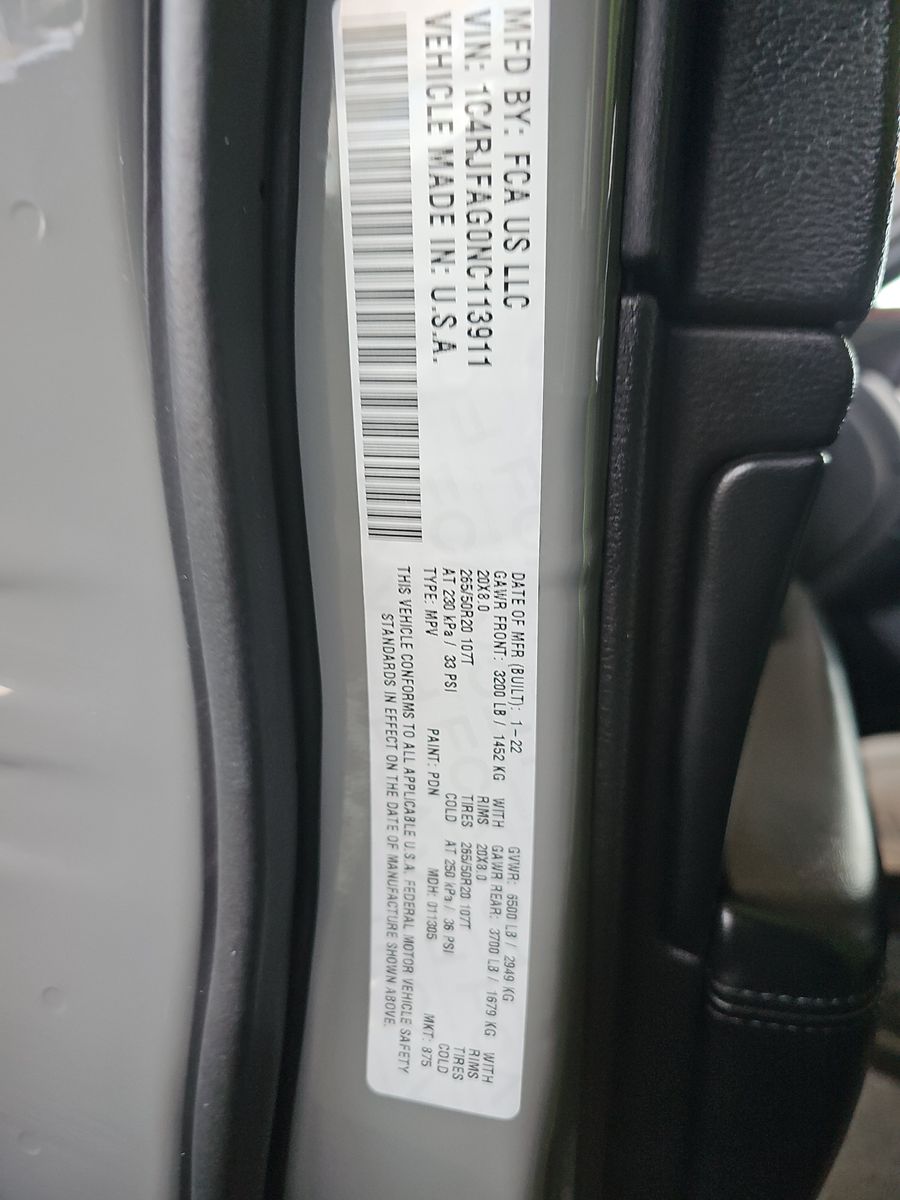 MFD BY: FCA US LLC
VIN: 1C4RJFAG0NC113911
VEHICLE MADE IN: U.S.A.
DATE OF MFR (BUILT): 1-22 GVWR: 6500 LB / 2949 KG
GAWR FRONT: 3200 LB / 1452 KG WITH GAWR REAR: 3700 LB / 1679 KG WITH
20X8.0 RIMS 20X8.0 RIMS
265/50R20 107T TIRES 265/50R20 107T TIRES
AT 230 kPa / 33 PSI COLD AT 250 kPa / 36 PSI COLD
TYPE: MPV PAINT: PDN MDH: 011305 MKT: 875
THIS VEHICLE CONFORMS TO ALL APPLICABLE U.S.A. FEDERAL MOTOR VEHICLE SAFETY
STANDARDS IN EFFECT ON THE DATE OF MANUFACTURE SHOWN ABOVE.